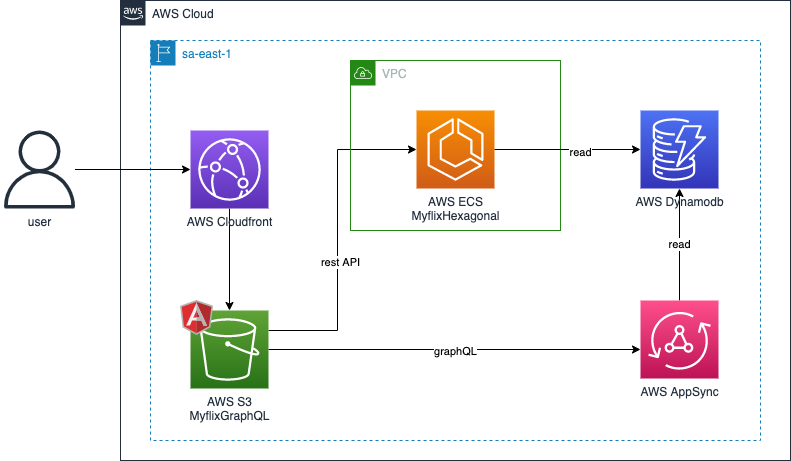 aws
AWS Cloud
sa-east-1
VPC
user
AWS Cloudfront
AWS ECS
MyflixHexagonal
read
AWS Dynamodb
read
rest API
A
graphQL
AWS S3
MyflixGraphQL
AWS AppSync